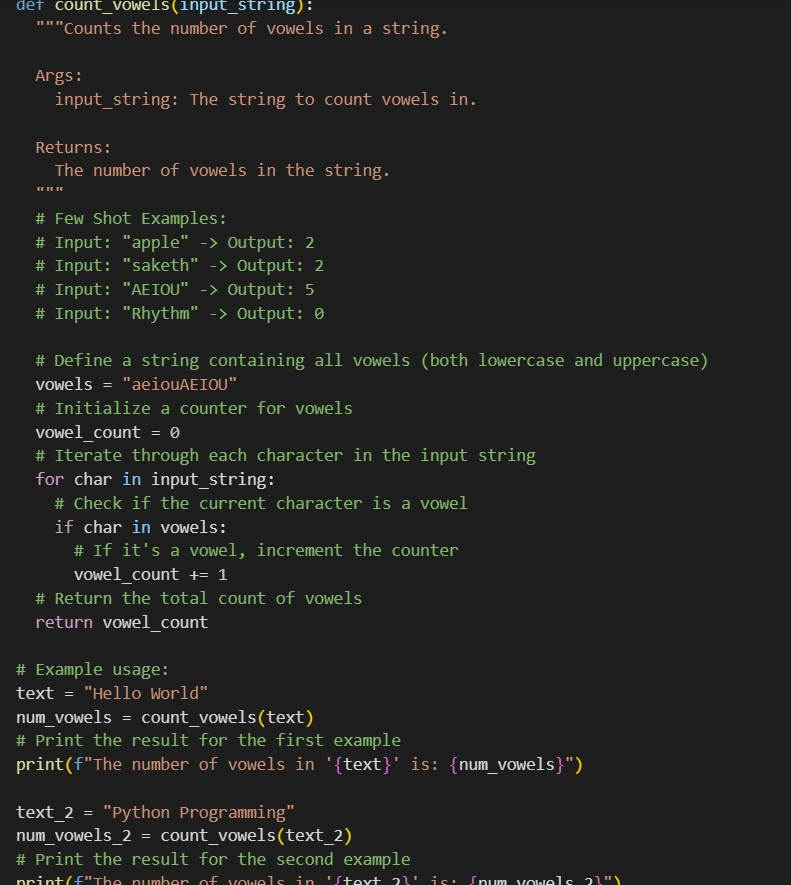 def count_vowels(input_string):
"""Counts the number of vowels in a string.
Args:
input_string: The string to count vowels in.
Returns:
The number of vowels in the string.
"""
# Few Shot Examples:
# Input: "apple" -> Output: 2
# Input: "saketh" -> Output: 2
# Input: "AEIOU" -> Output: 5
# Input: "Rhythm" -> Output: 0
# Define a string containing all vowels (both lowercase and uppercase)
vowels = "aeiouAEIOU"
# Initialize a counter for vowels
vowel_count = 0
# Iterate through each character in the input string
for char in input_string:
# Check if the current character is a vowel
if char in vowels:
# If it's a vowel, increment the counter
vowel_count += 1
# Return the total count of vowels
return vowel_count
# Example usage:
text = "Hello World"
num_vowels = count_vowels(text)
# Print the result for the first example
print(f"The number of vowels in '{text}' is: {num_vowels}")
text_2 = "Python Programming"
num_vowels_2 = count_vowels(text_2)
# Print the result for the second example
print(f"The number of vowels in '{text_2}' is: {num_vowels_2}")